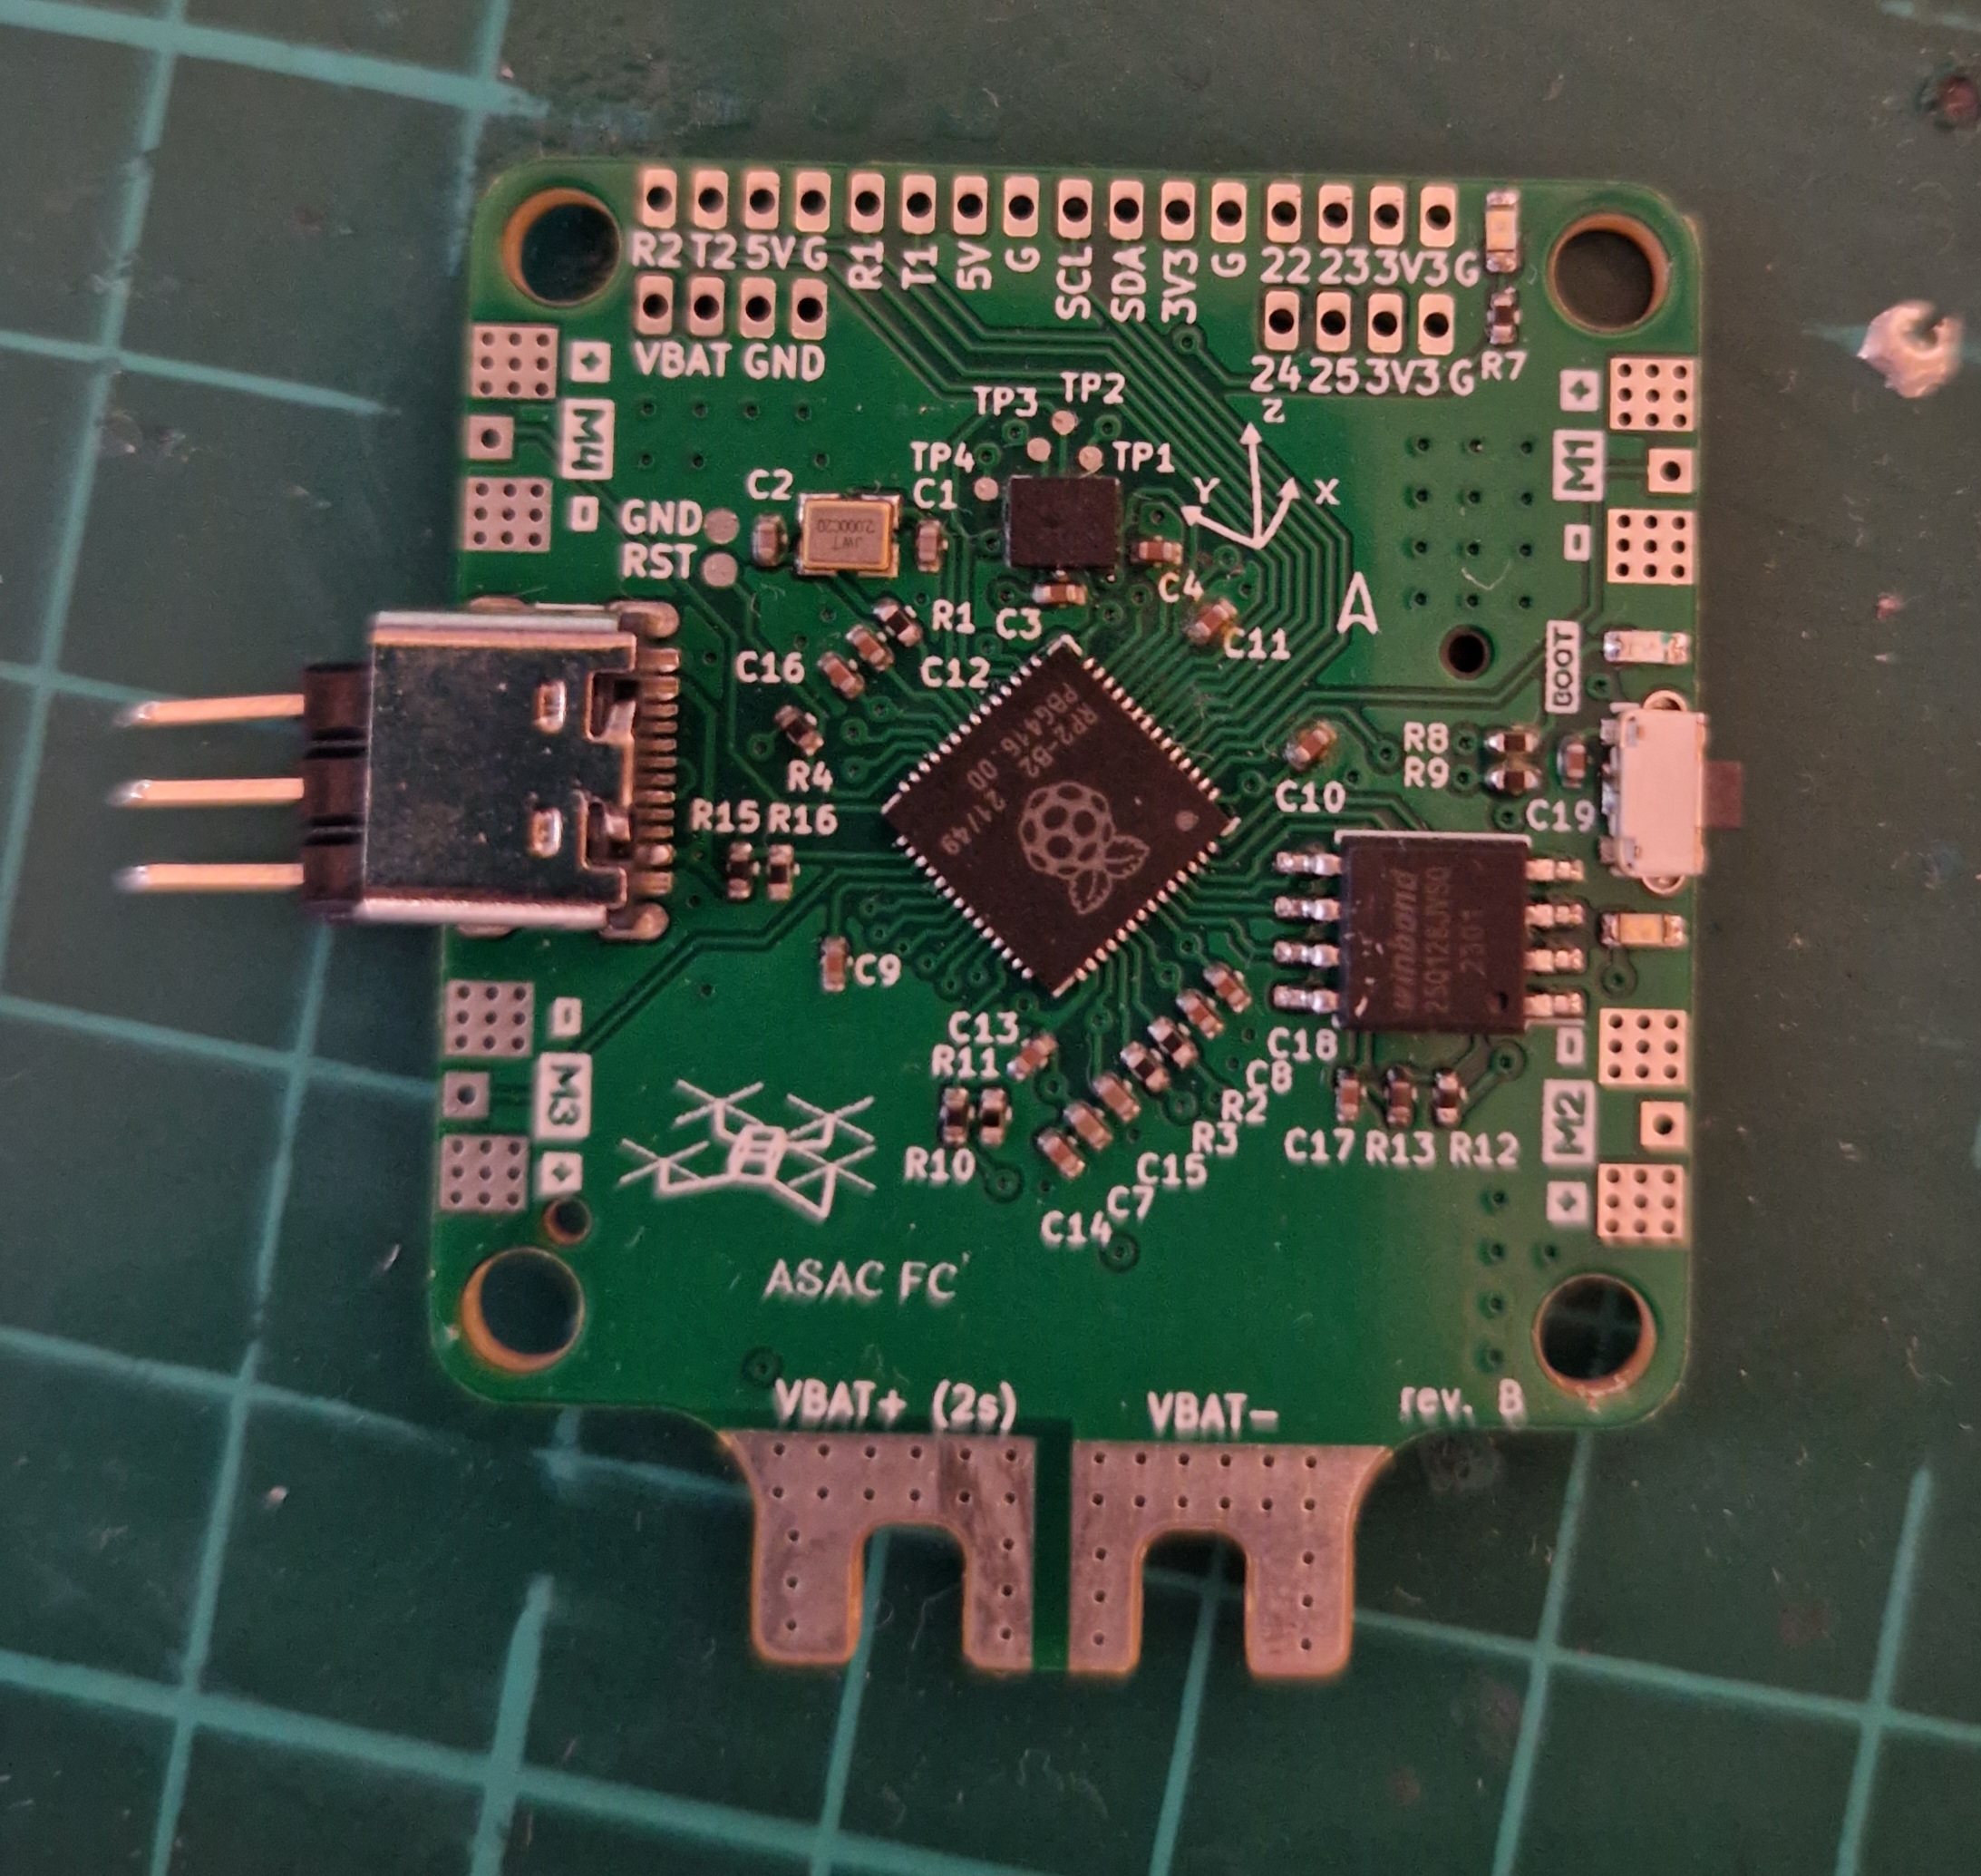 R2 T2 5V G R1 T1 5V G SCL SDA 3V3 G 22 23 3V3 G
VBAT GND
24 25 3V3 G R7
TP3 TP2
TP4 TP1
Z
Y X
M4
M1
C2 C1
GND
RST
JWT
C4
A
R1 C3
C11
C16 C12
BOOT
RP2-B2
21/49
R4
R8
R9
C10
C19
R15 R16
winbond
25Q128JVSQ
2301
C9
C13
R11
C18
C8
R2
R3
M3
M2
R10
C15
C7
C14
C17 R13 R12
ASAC FC
VBAT+ (2s) VBAT- rev. B